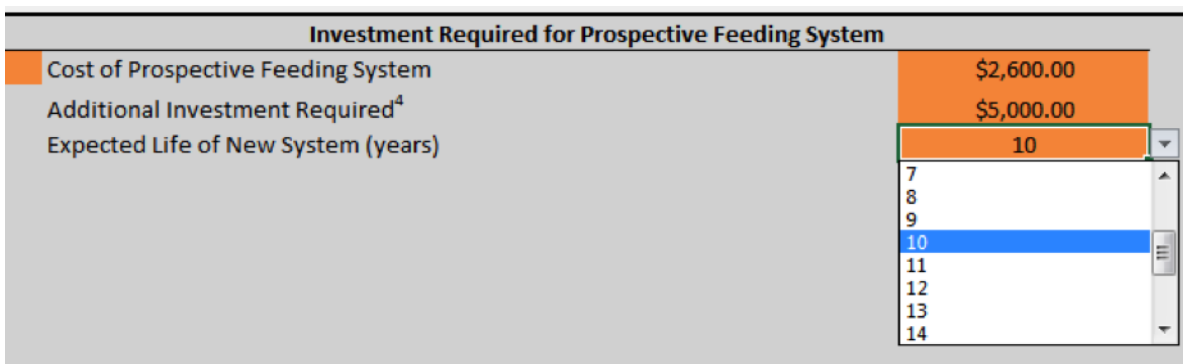 Investment Required for Prospective Feeding System
Cost of Prospective Feeding System $2,600.00
Additional Investment Required⁴ $5,000.00
Expected Life of New System (years) 10
7
8
9
10
11
12
13
14